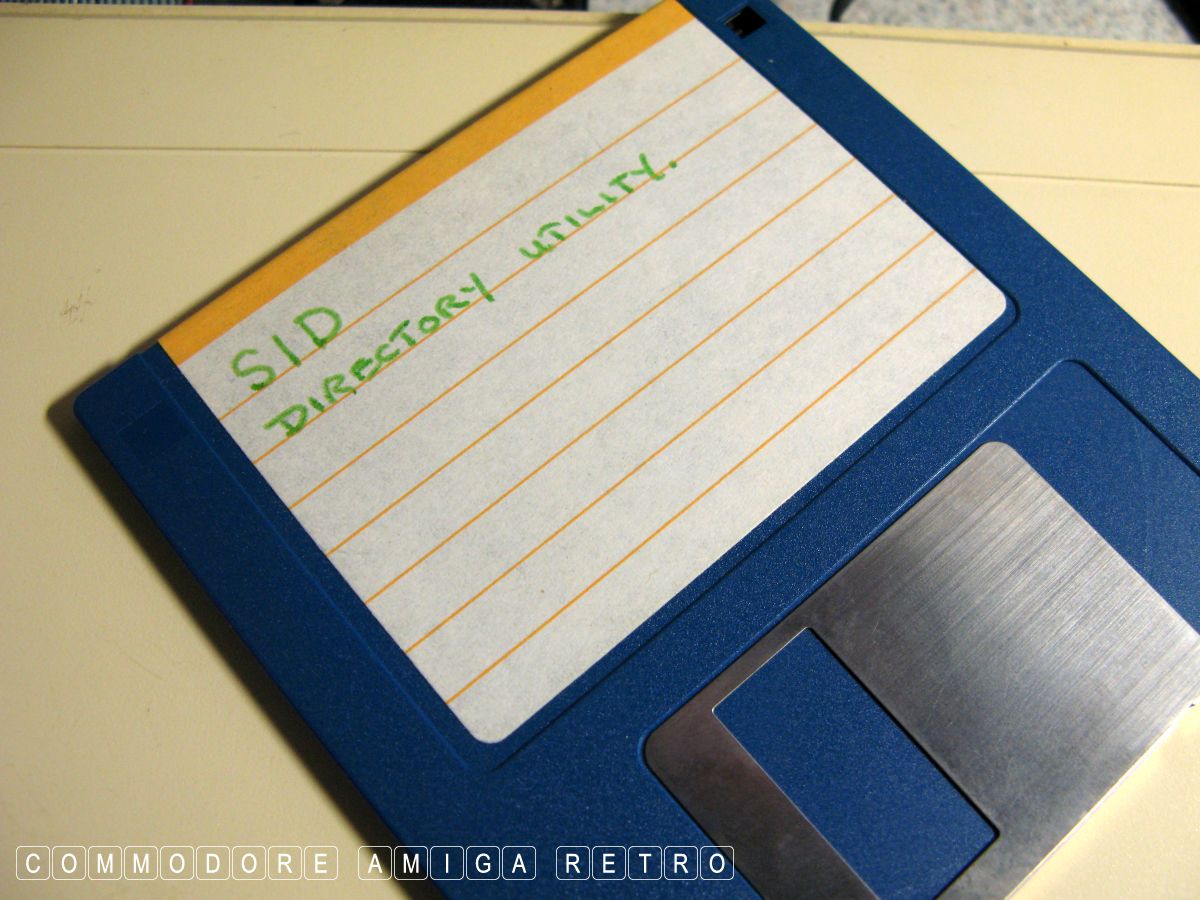 SID
DIRECTORY UTILITY.
COMMODORE AMIGA RETRO